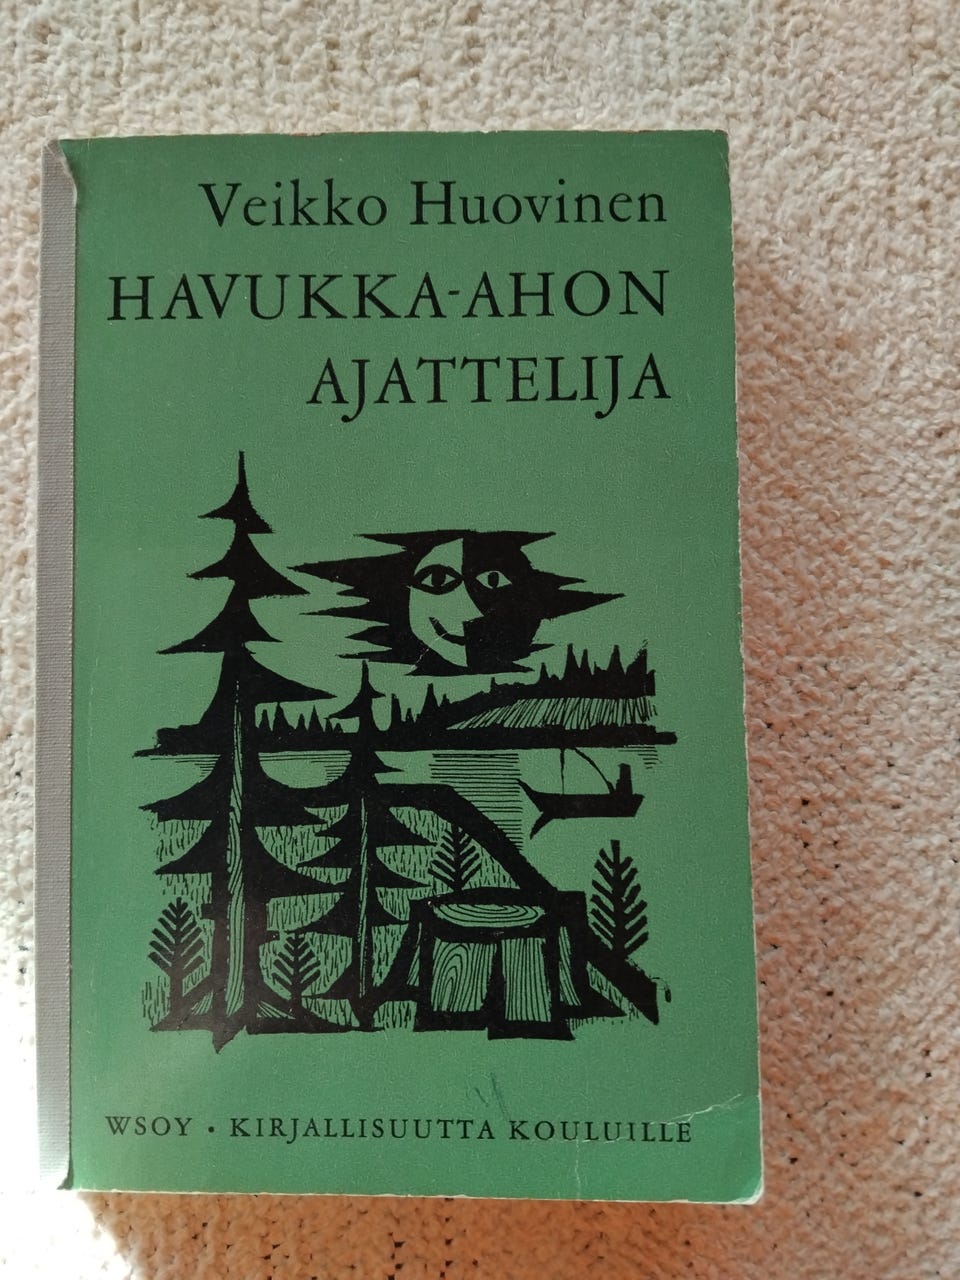 Veikko Huovinen
HAVUKKA-AHON
AJATTELIJA
WSOY • KIRJALLISUUTTA KOULUILLE